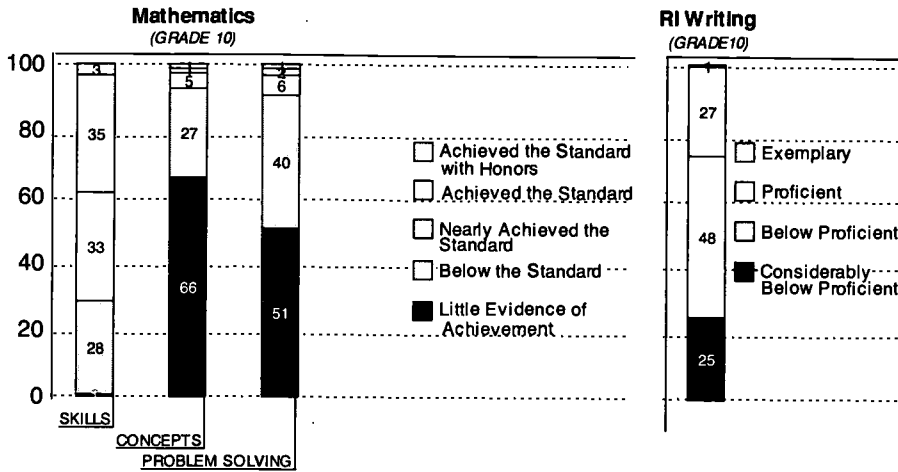 Mathematics
(GRADE 10)
100
80
60
40
20
0
3
35
33
28
SKILLS
1
5
27
66
CONCEPTS
6
40
51
PROBLEM SOLVING
Achieved the Standard
with Honors
Achieved the Standard
Nearly Achieved the
Standard
Below the Standard
Little Evidence of
Achievement
RI Writing
(GRADE10)
1
27
48
25
Exemplary
Proficient
Below Proficient
Considerably
Below Proficient